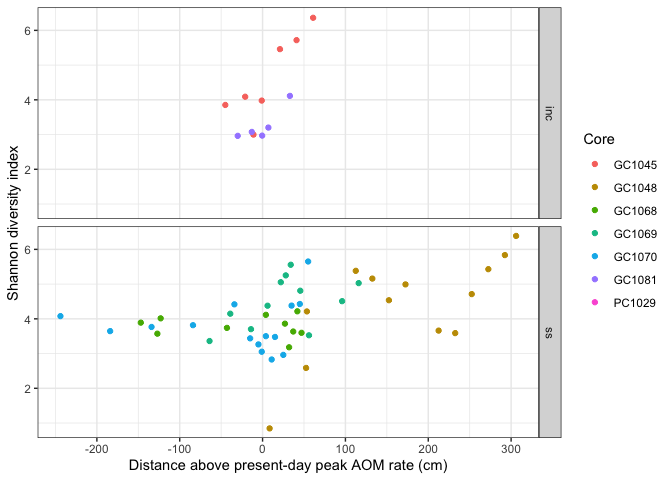 6
4
2
inc
6
4
2
ss
Shannon diversity index
-200
-100
0
100
200
300
Distance above present-day peak AOM rate (cm)
Core
GC1045
GC1048
GC1068
GC1069
GC1070
GC1081
PC1029